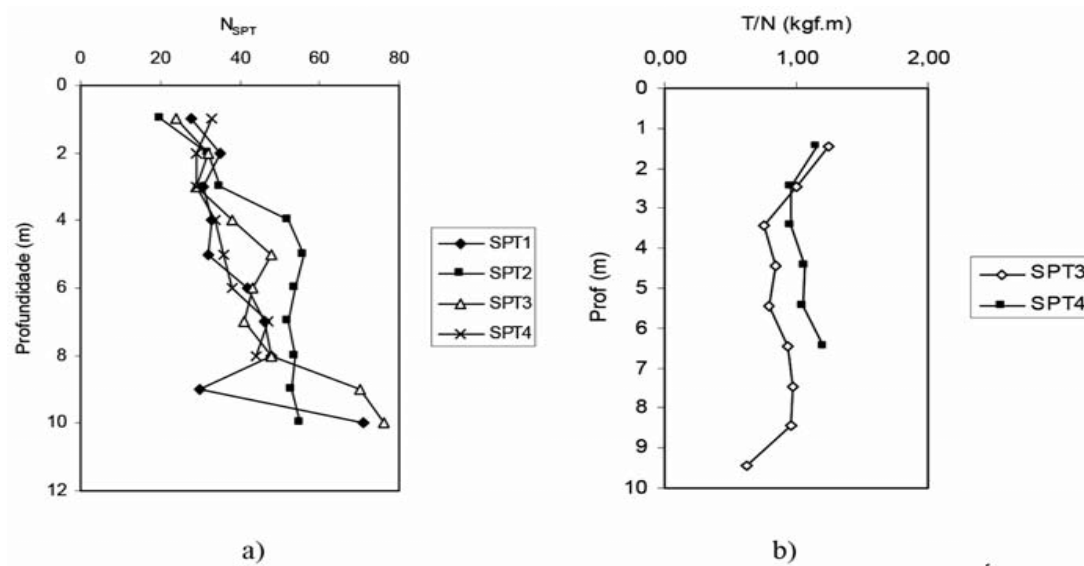 N_SPT
0 20 40 60 80
0
2
4
6
8
10
12
Profundidade (m)
SPT1
SPT2
SPT3
SPT4
a)
T/N (kgf.m)
0,00 1,00 2,00
0
1
2
3
4
5
6
7
8
9
10
Prof (m)
SPT3
SPT4
b)